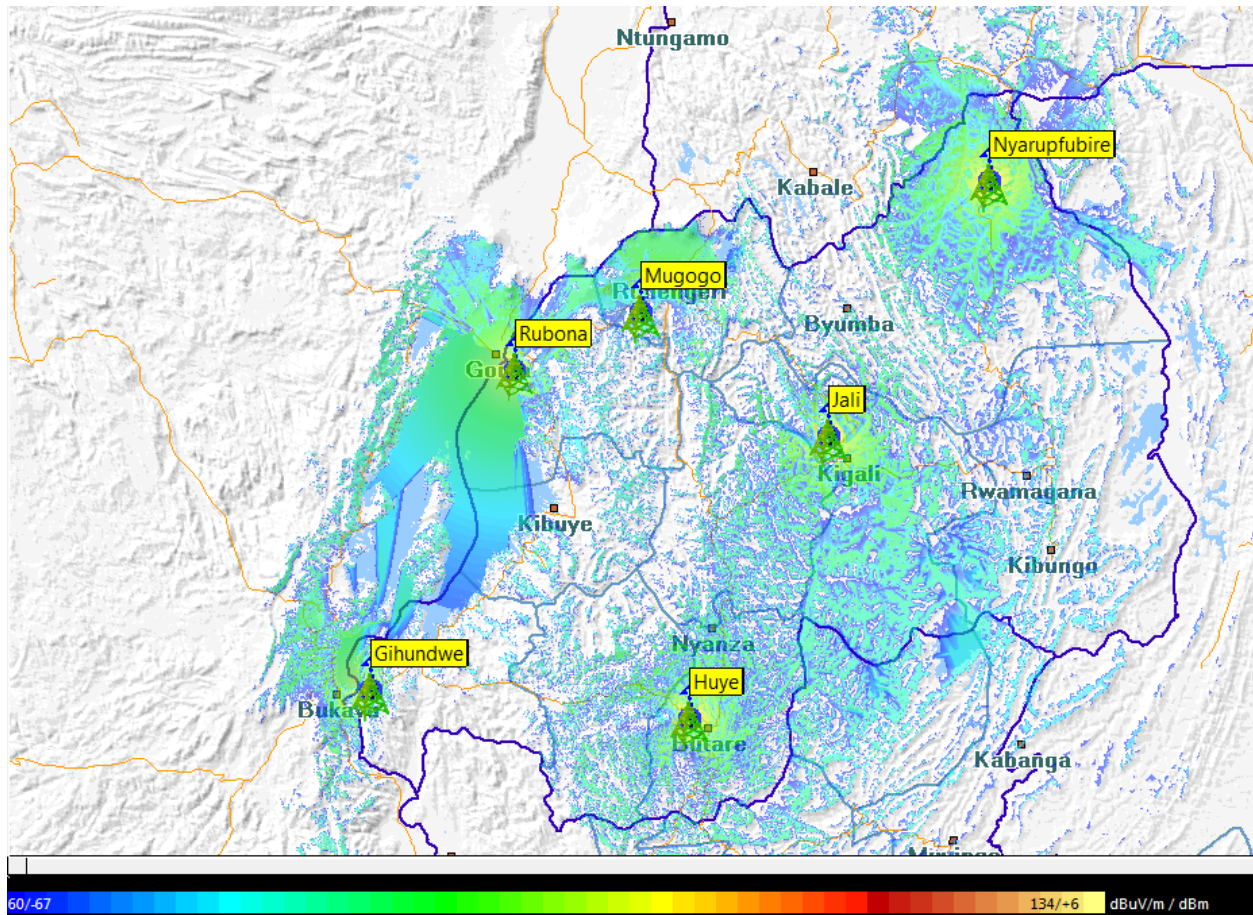 Ntungamo
Nyarupfubire
Kabale
Mugogo
Byumba
Rubona
Jali
Kigali
Rwamagana
Kibuye
Kibungo
Nyanza
Gihundwe
Huye
Butare
Kabanga
60/-67
134/+6
dBuV/m / dBm